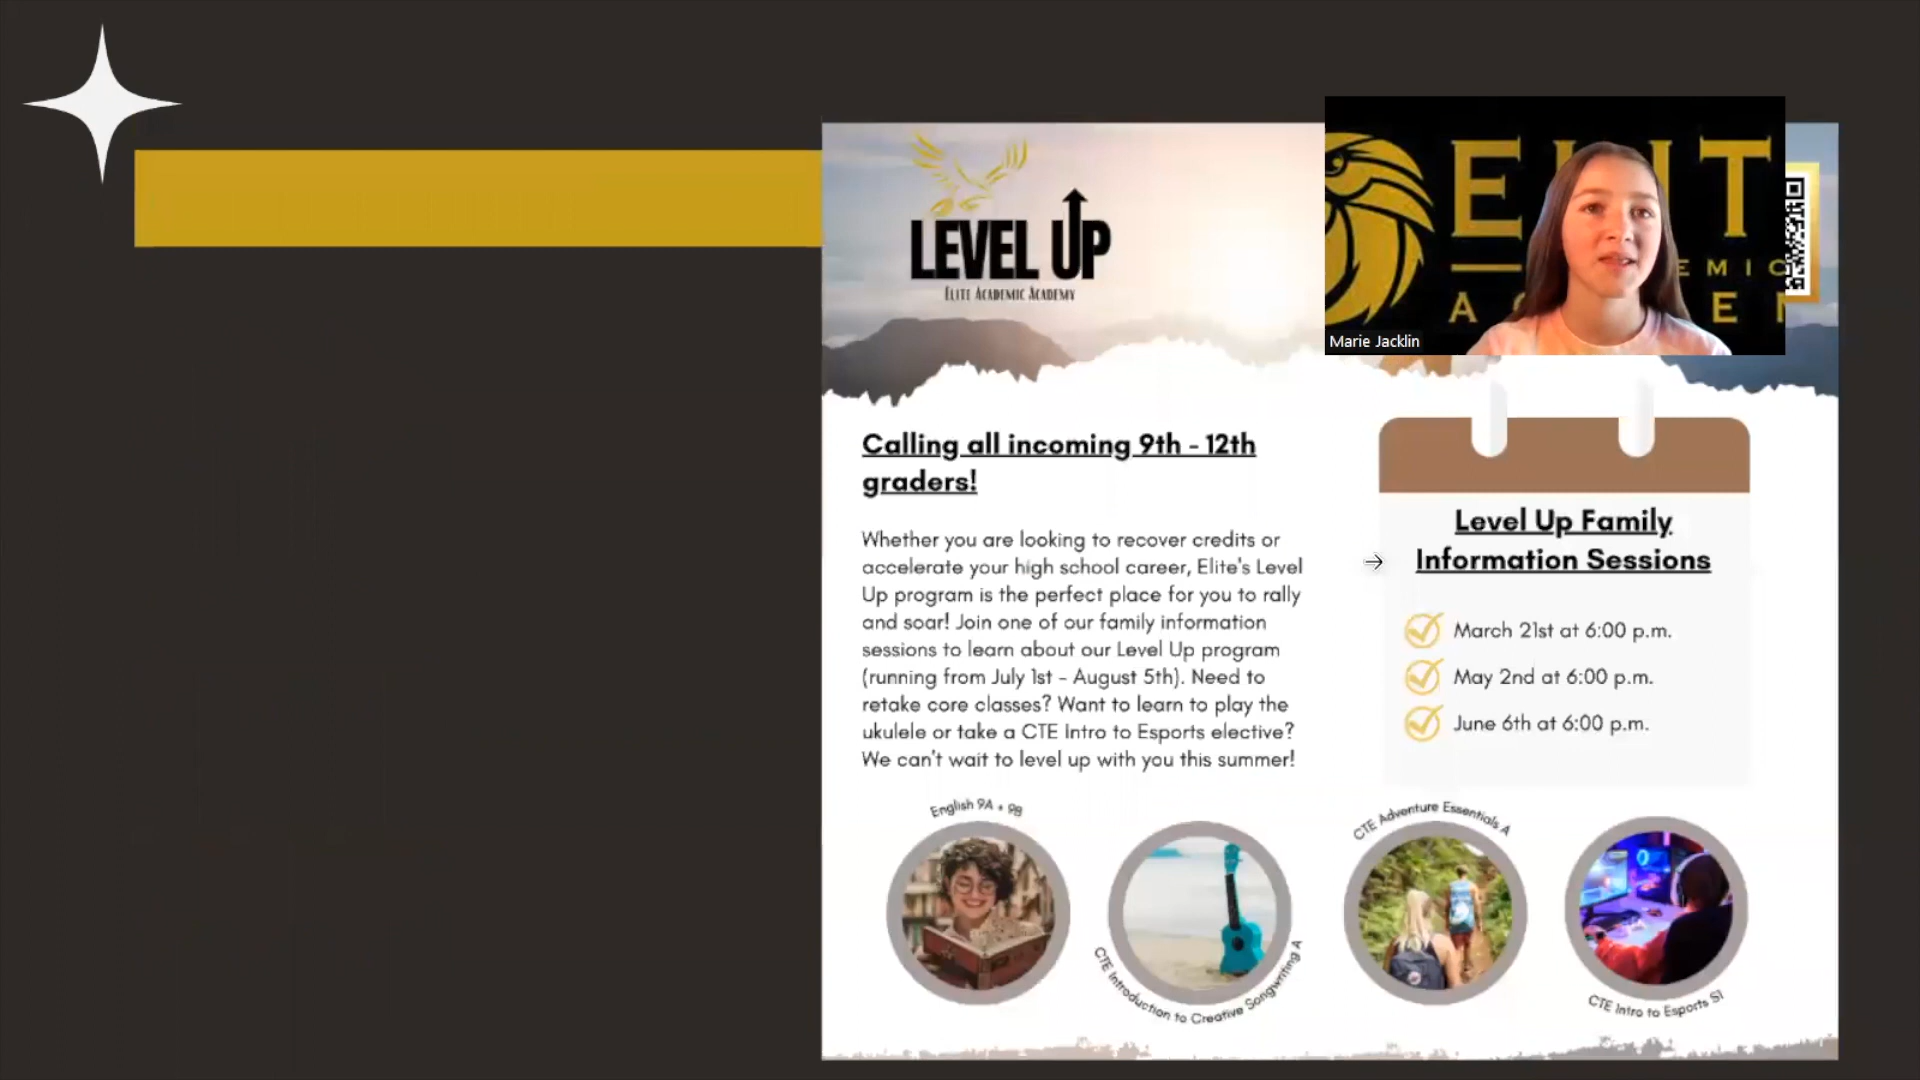 LEVEL UP
ELITE ACADEMIC ACADEMY
ELIT
EMIC
Marie Jacklin
Calling all incoming 9th - 12th
graders!
Whether you are looking to recover credits or
accelerate your high school career, Elite's Level
Up program is the perfect place for you to rally
and soar! Join one of our family information
sessions to learn about our Level Up program
(running from July 1st - August 5th). Need to
retake core classes? Want to learn to play the
ukulele or take a CTE Intro to Esports elective?
We can't wait to level up with you this summer!
Level Up Family
Information Sessions
March 21st at 6:00 p.m.
May 2nd at 6:00 p.m.
June 6th at 6:00 p.m.
English 9A + 9B
CTE Introduction to Creative Songwriting A
CTE Adventure Essentials A
CTE Intro to Esports S1